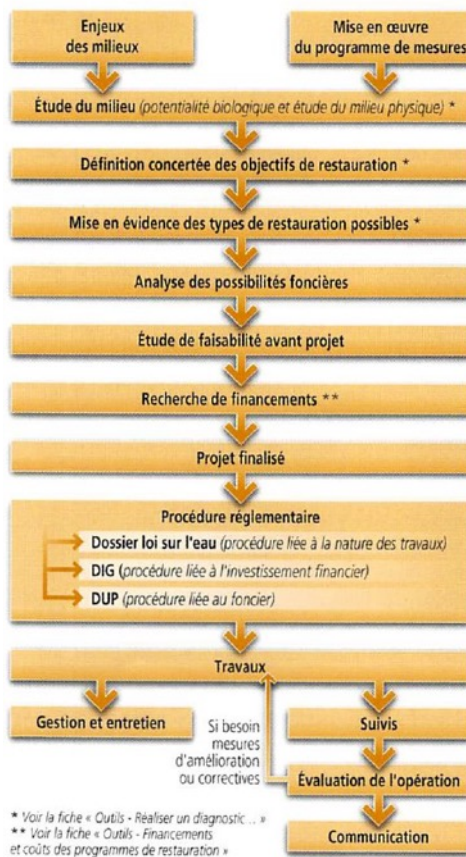 Enjeux
des milieux
Mise en œuvre
du programme de mesures
Étude du milieu (potentialité biologique et étude du milieu physique) *
Définition concertée des objectifs de restauration *
Mise en évidence des types de restauration possibles *
Analyse des possibilités foncières
Étude de faisabilité avant projet
Recherche de financements **
Projet finalisé
Procédure réglementaire
Dossier loi sur l'eau (procédure liée à la nature des travaux)
DIG (procédure liée à l'investissement financier)
DUP (procédure liée au foncier)
Travaux
Gestion et entretien
Si besoin
mesures
d'amélioration
ou correctives
Suivis
Évaluation de l'opération
Communication
* Voir la fiche « Outils - Réaliser un diagnostic .. »
** Voir la fiche « Outils - Financements
et coûts des programmes de restauration »